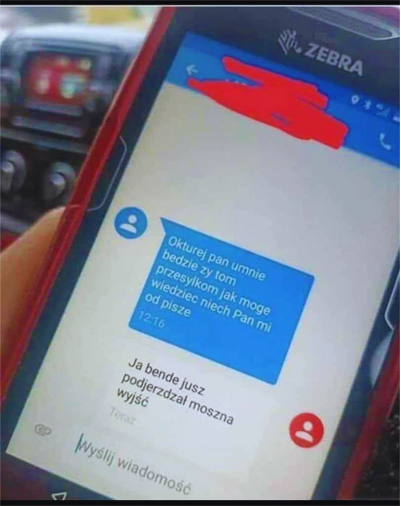 ZEBRA
Okturej pan umnie
bedzie zy tom
przesylkom jak moge
wiedziec niech Pan mi
od pisze
12:16
Ja bende jusz
podjerzdzał moszna
wyjść
Teraz
Wyślij wiadomość